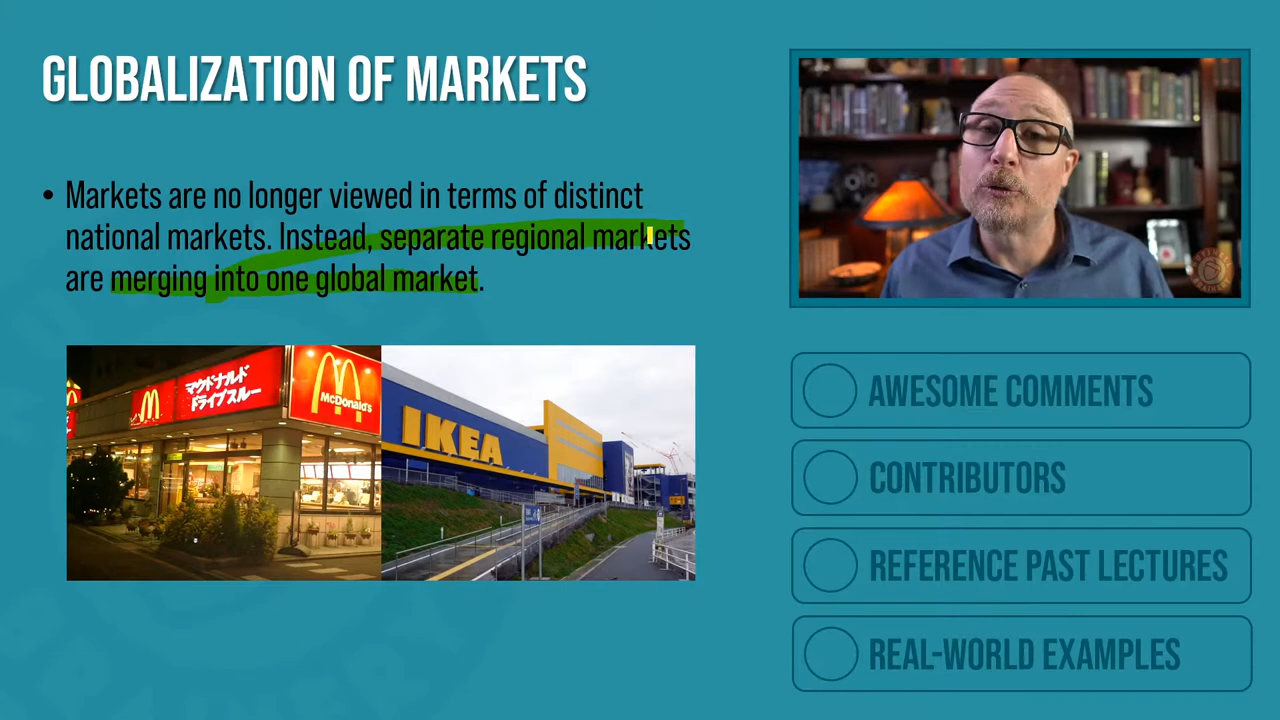 GLOBALIZATION OF MARKETS
• Markets are no longer viewed in terms of distinct
national markets. Instead, separate regional markets
are merging into one global market.
マクドナルド
ドライブスルー
McDonald's
IKEA
AWESOME COMMENTS
CONTRIBUTORS
REFERENCE PAST LECTURES
REAL-WORLD EXAMPLES